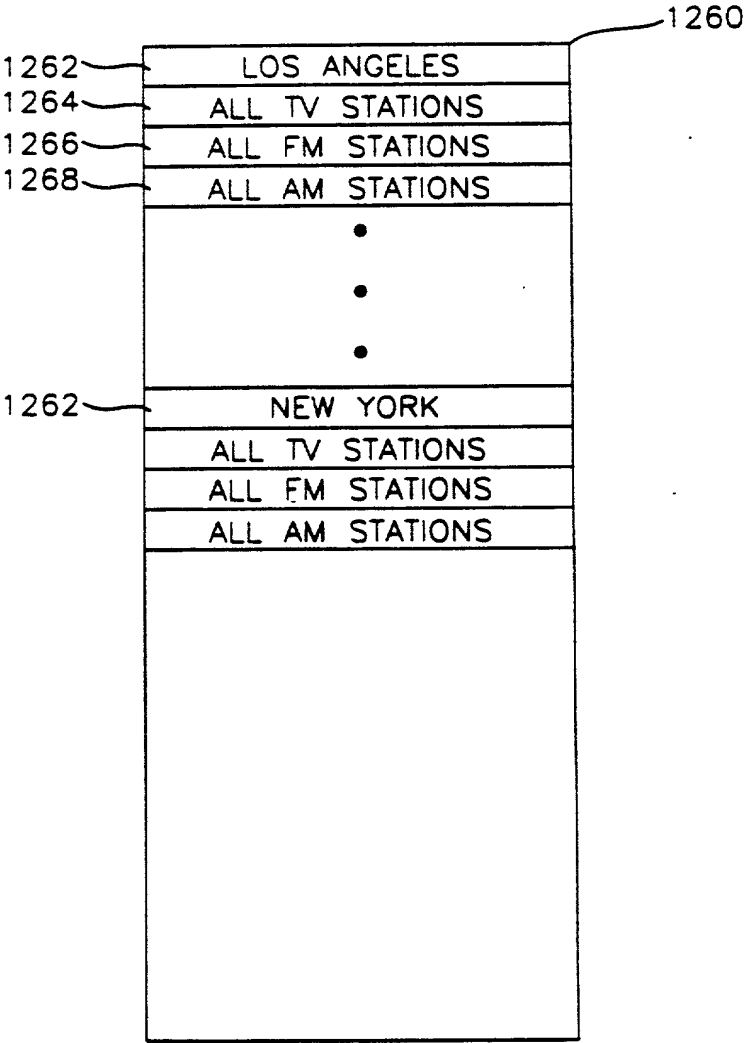 1260
1262 LOS ANGELES
1264 ALL TV STATIONS
1266 ALL FM STATIONS
1268 ALL AM STATIONS
1262 NEW YORK
ALL TV STATIONS
ALL FM STATIONS
ALL AM STATIONS